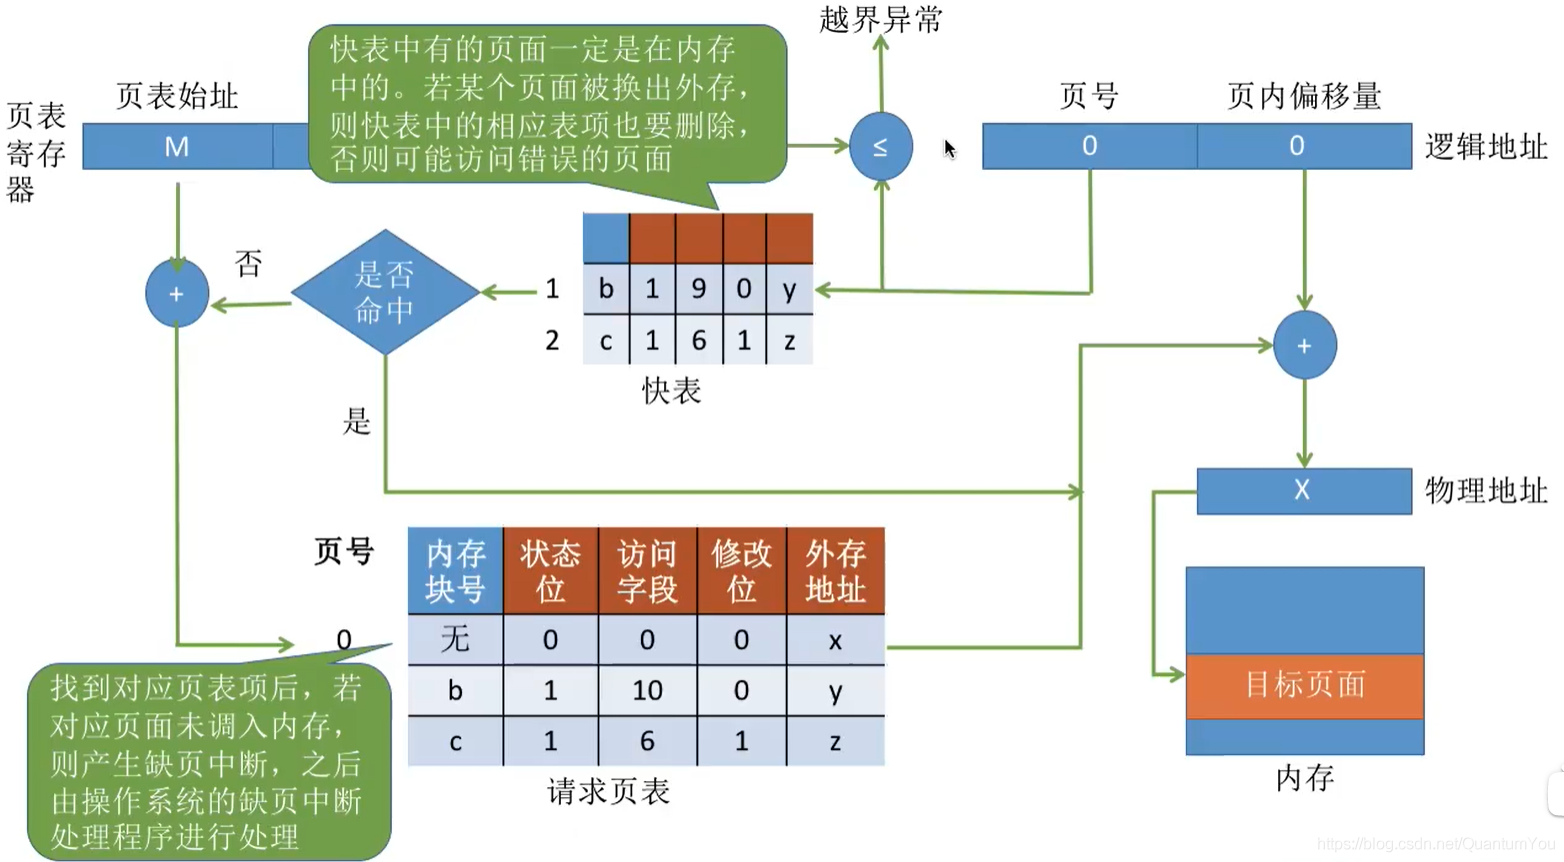 越界异常
快表中有的页面一定是在内存
中的。若某个页面被换出外存，
则快表中的相应表项也要删除，
否则可能访问错误的页面
页表始址
页号
页内偏移量
页表
寄存
器
M
≤
0
0
逻辑地址
否
是否
命中
+
1
b
1
9
0
y
2
c
1
6
1
z
快表
+
是
X
物理地址
页号
内存
块号
状态
位
访问
字段
修改
位
外存
地址
0
无
0
0
0
x
b
1
10
0
y
c
1
6
1
z
请求页表
目标页面
内存
找到对应页表项后，若
对应页面未调入内存，
则产生缺页中断，之后
由操作系统的缺页中断
处理程序进行处理
https://blog.csdn.net/QuantumYou